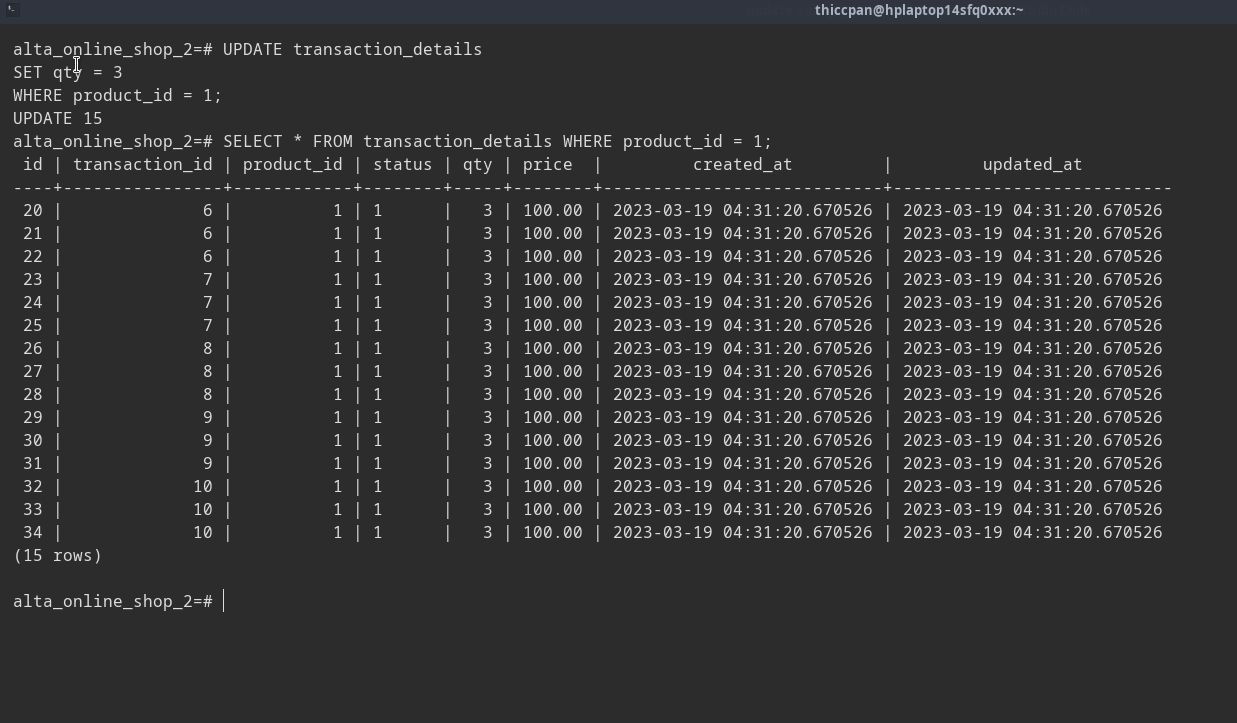 thiccpan@hplaptop14sfq0xxx:~
alta_online_shop_2=# UPDATE transaction_details
SET qty = 3
WHERE product_id = 1;
UPDATE 15
alta_online_shop_2=# SELECT * FROM transaction_details WHERE product_id = 1;
 id | transaction_id | product_id | status | qty | price  |         created_at         |         updated_at
----+----------------+------------+--------+-----+--------+----------------------------+----------------------------
 20 |              6 |          1 | 1      |   3 | 100.00 | 2023-03-19 04:31:20.670526 | 2023-03-19 04:31:20.670526
 21 |              6 |          1 | 1      |   3 | 100.00 | 2023-03-19 04:31:20.670526 | 2023-03-19 04:31:20.670526
 22 |              6 |          1 | 1      |   3 | 100.00 | 2023-03-19 04:31:20.670526 | 2023-03-19 04:31:20.670526
 23 |              7 |          1 | 1      |   3 | 100.00 | 2023-03-19 04:31:20.670526 | 2023-03-19 04:31:20.670526
 24 |              7 |          1 | 1      |   3 | 100.00 | 2023-03-19 04:31:20.670526 | 2023-03-19 04:31:20.670526
 25 |              7 |          1 | 1      |   3 | 100.00 | 2023-03-19 04:31:20.670526 | 2023-03-19 04:31:20.670526
 26 |              8 |          1 | 1      |   3 | 100.00 | 2023-03-19 04:31:20.670526 | 2023-03-19 04:31:20.670526
 27 |              8 |          1 | 1      |   3 | 100.00 | 2023-03-19 04:31:20.670526 | 2023-03-19 04:31:20.670526
 28 |              8 |          1 | 1      |   3 | 100.00 | 2023-03-19 04:31:20.670526 | 2023-03-19 04:31:20.670526
 29 |              9 |          1 | 1      |   3 | 100.00 | 2023-03-19 04:31:20.670526 | 2023-03-19 04:31:20.670526
 30 |              9 |          1 | 1      |   3 | 100.00 | 2023-03-19 04:31:20.670526 | 2023-03-19 04:31:20.670526
 31 |              9 |          1 | 1      |   3 | 100.00 | 2023-03-19 04:31:20.670526 | 2023-03-19 04:31:20.670526
 32 |             10 |          1 | 1      |   3 | 100.00 | 2023-03-19 04:31:20.670526 | 2023-03-19 04:31:20.670526
 33 |             10 |          1 | 1      |   3 | 100.00 | 2023-03-19 04:31:20.670526 | 2023-03-19 04:31:20.670526
 34 |             10 |          1 | 1      |   3 | 100.00 | 2023-03-19 04:31:20.670526 | 2023-03-19 04:31:20.670526
(15 rows)
alta_online_shop_2=#